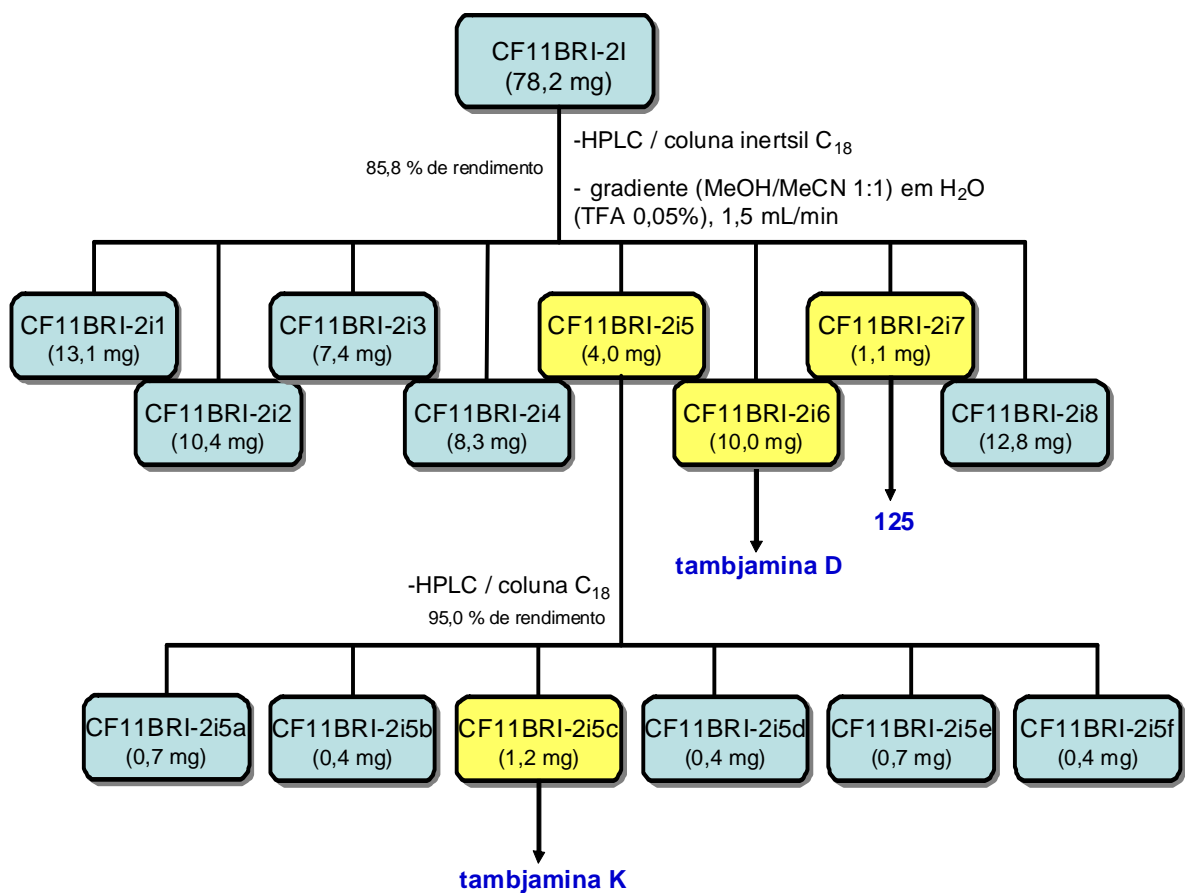 CF11BRI-2I
(78,2 mg)
85,8 % de rendimento
-HPLC / coluna inertsil C₁₈
- gradiente (MeOH/MeCN 1:1) em H₂O
(TFA 0,05%), 1,5 mL/min
CF11BRI-2i1
(13,1 mg)
CF11BRI-2i3
(7,4 mg)
CF11BRI-2i5
(4,0 mg)
CF11BRI-2i7
(1,1 mg)
CF11BRI-2i2
(10,4 mg)
CF11BRI-2i4
(8,3 mg)
CF11BRI-2i6
(10,0 mg)
CF11BRI-2i8
(12,8 mg)
125
tambjamina D
-HPLC / coluna C₁₈
95,0 % de rendimento
CF11BRI-2i5a
(0,7 mg)
CF11BRI-2i5b
(0,4 mg)
CF11BRI-2i5c
(1,2 mg)
CF11BRI-2i5d
(0,4 mg)
CF11BRI-2i5e
(0,7 mg)
CF11BRI-2i5f
(0,4 mg)
tambjamina K